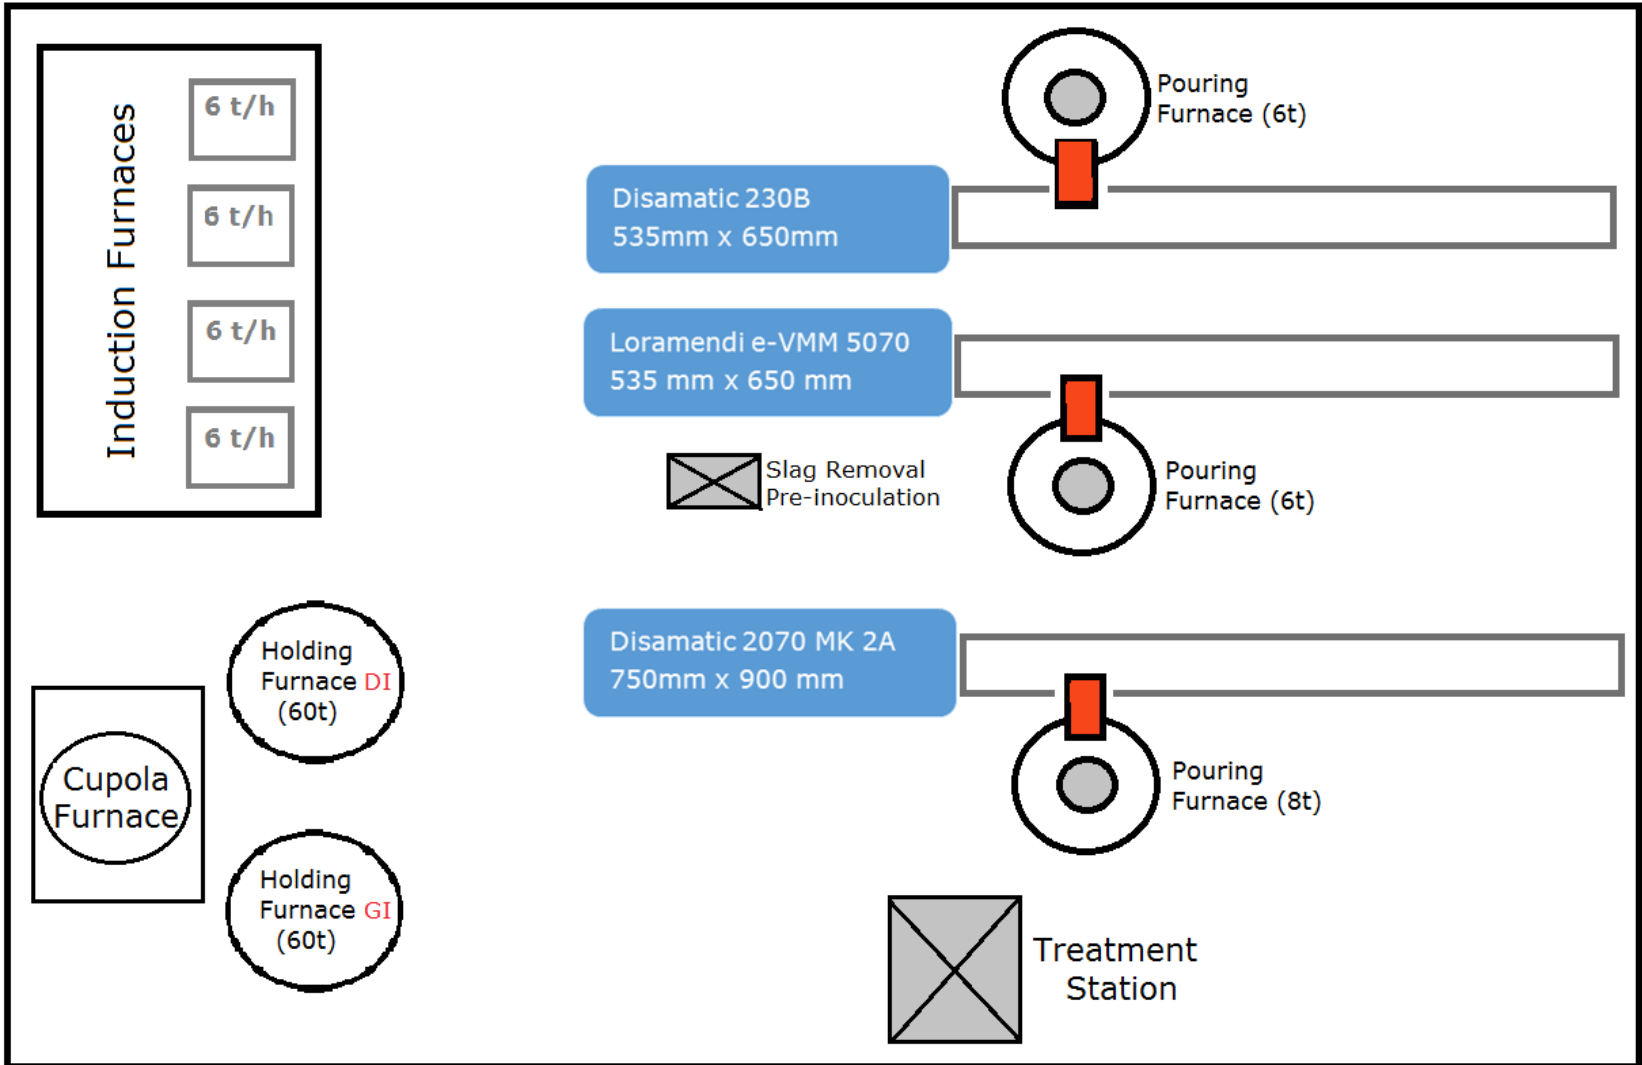 Induction Furnaces
6 t/h
6 t/h
6 t/h
6 t/h
Pouring
Furnace (6t)
Disamatic 230B
535mm x 650mm
Loramendi e-VMM 5070
535 mm x 650 mm
Slag Removal
Pre-inoculation
Pouring
Furnace (6t)
Holding
Furnace DI
(60t)
Disamatic 2070 MK 2A
750mm x 900 mm
Cupola
Furnace
Pouring
Furnace (8t)
Holding
Furnace GI
(60t)
Treatment
Station